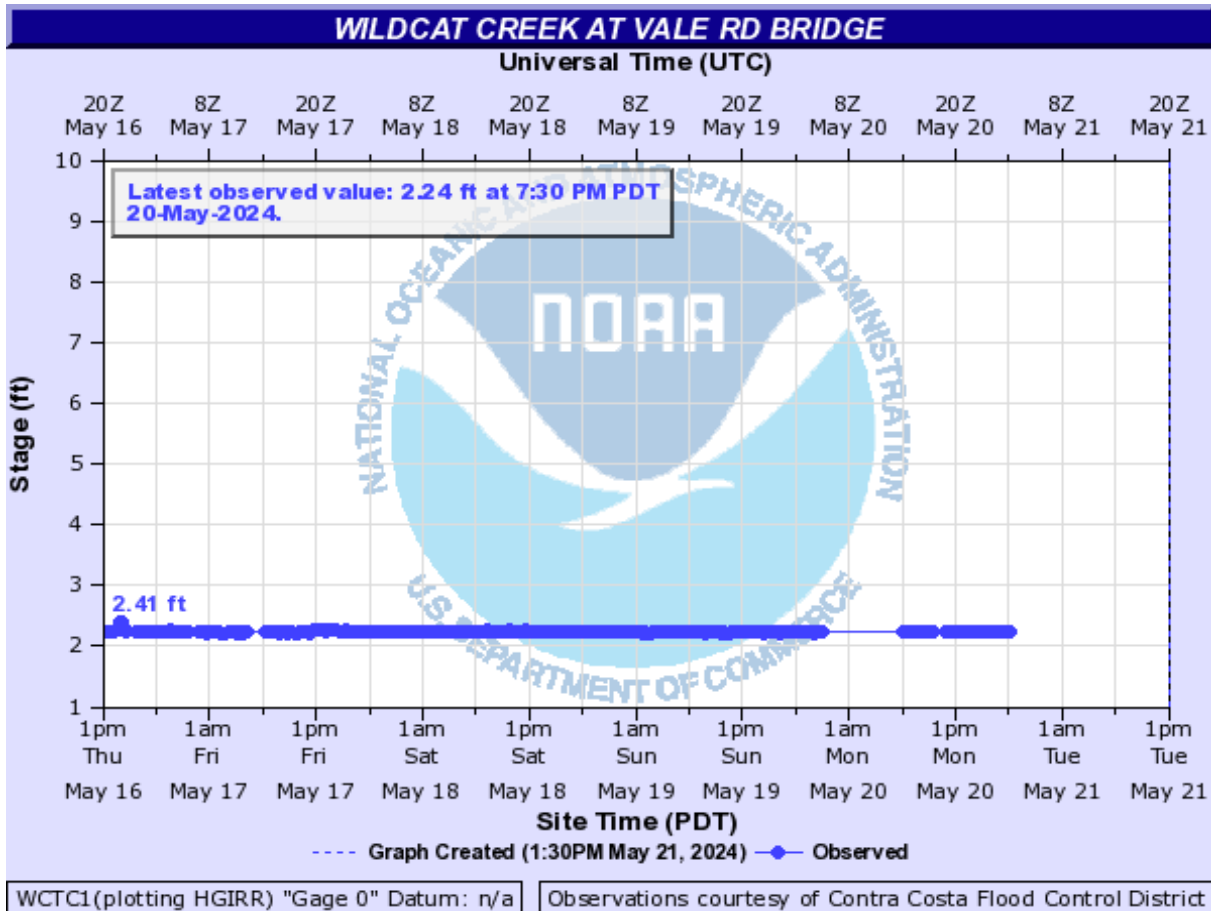 WILDCAT CREEK AT VALE RD BRIDGE
Universal Time (UTC)
20Z 8Z 20Z 8Z 20Z 8Z 20Z 8Z 20Z 8Z 20Z
May 16 May 17 May 17 May 18 May 18 May 19 May 19 May 20 May 20 May 21 May 21
Latest observed value: 2.24 ft at 7:30 PM PDT
20-May-2024.
NATIONAL OCEANIC AND ATMOSPHERIC ADMINISTRATION
NOAA
U.S. DEPARTMENT OF COMMERCE
Stage (ft)
10
9
8
7
6
5
4
3
2
1
2.41 ft
1pm 1am 1pm 1am 1pm 1am 1pm 1am 1pm 1am 1pm
Thu Fri Fri Sat Sat Sun Sun Mon Mon Tue Tue
May 16 May 17 May 17 May 18 May 18 May 19 May 19 May 20 May 20 May 21 May 21
Site Time (PDT)
Graph Created (1:30PM May 21, 2024) Observed
WCTC1(plotting HGIRR) "Gage 0" Datum: n/a
Observations courtesy of Contra Costa Flood Control District